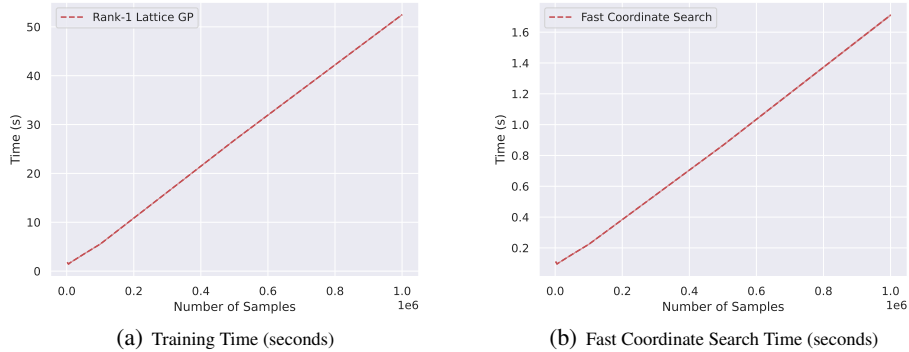 Rank-1 Lattice GP
50
40
30
20
10
0
Time (s)
0.0 0.2 0.4 0.6 0.8 1.0
1e6
Number of Samples
(a) Training Time (seconds)
Fast Coordinate Search
1.6
1.4
1.2
1.0
0.8
0.6
0.4
0.2
Time (s)
0.0 0.2 0.4 0.6 0.8 1.0
1e6
Number of Samples
(b) Fast Coordinate Search Time (seconds)